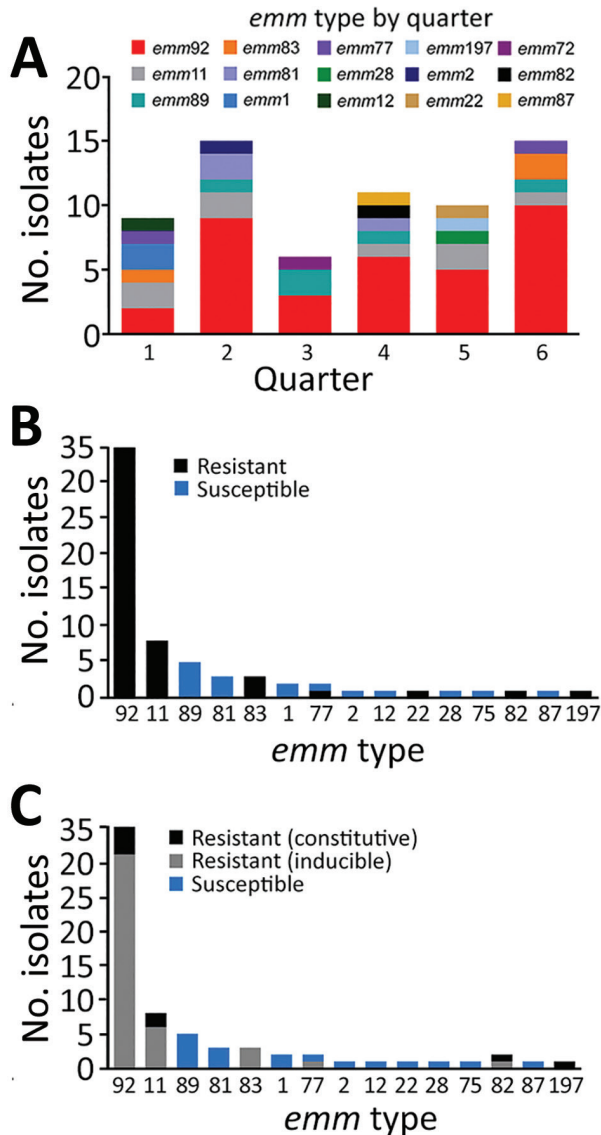 emm type by quarter
A
emm92 emm83 emm77 emm197 emm72
emm11 emm81 emm28 emm2 emm82
emm89 emm1 emm12 emm22 emm87
No. isolates
20
15
10
5
0
1 2 3 4 5 6
Quarter
B
Resistant
Susceptible
No. isolates
35
20
15
10
5
0
92 11 89 81 83 1 77 2 12 22 28 75 82 87 197
emm type
C
Resistant (constitutive)
Resistant (inducible)
Susceptible
No. isolates
35
20
20
15
10
5
0
92 11 89 81 83 1 77 2 12 22 28 75 82 87 197
emm type